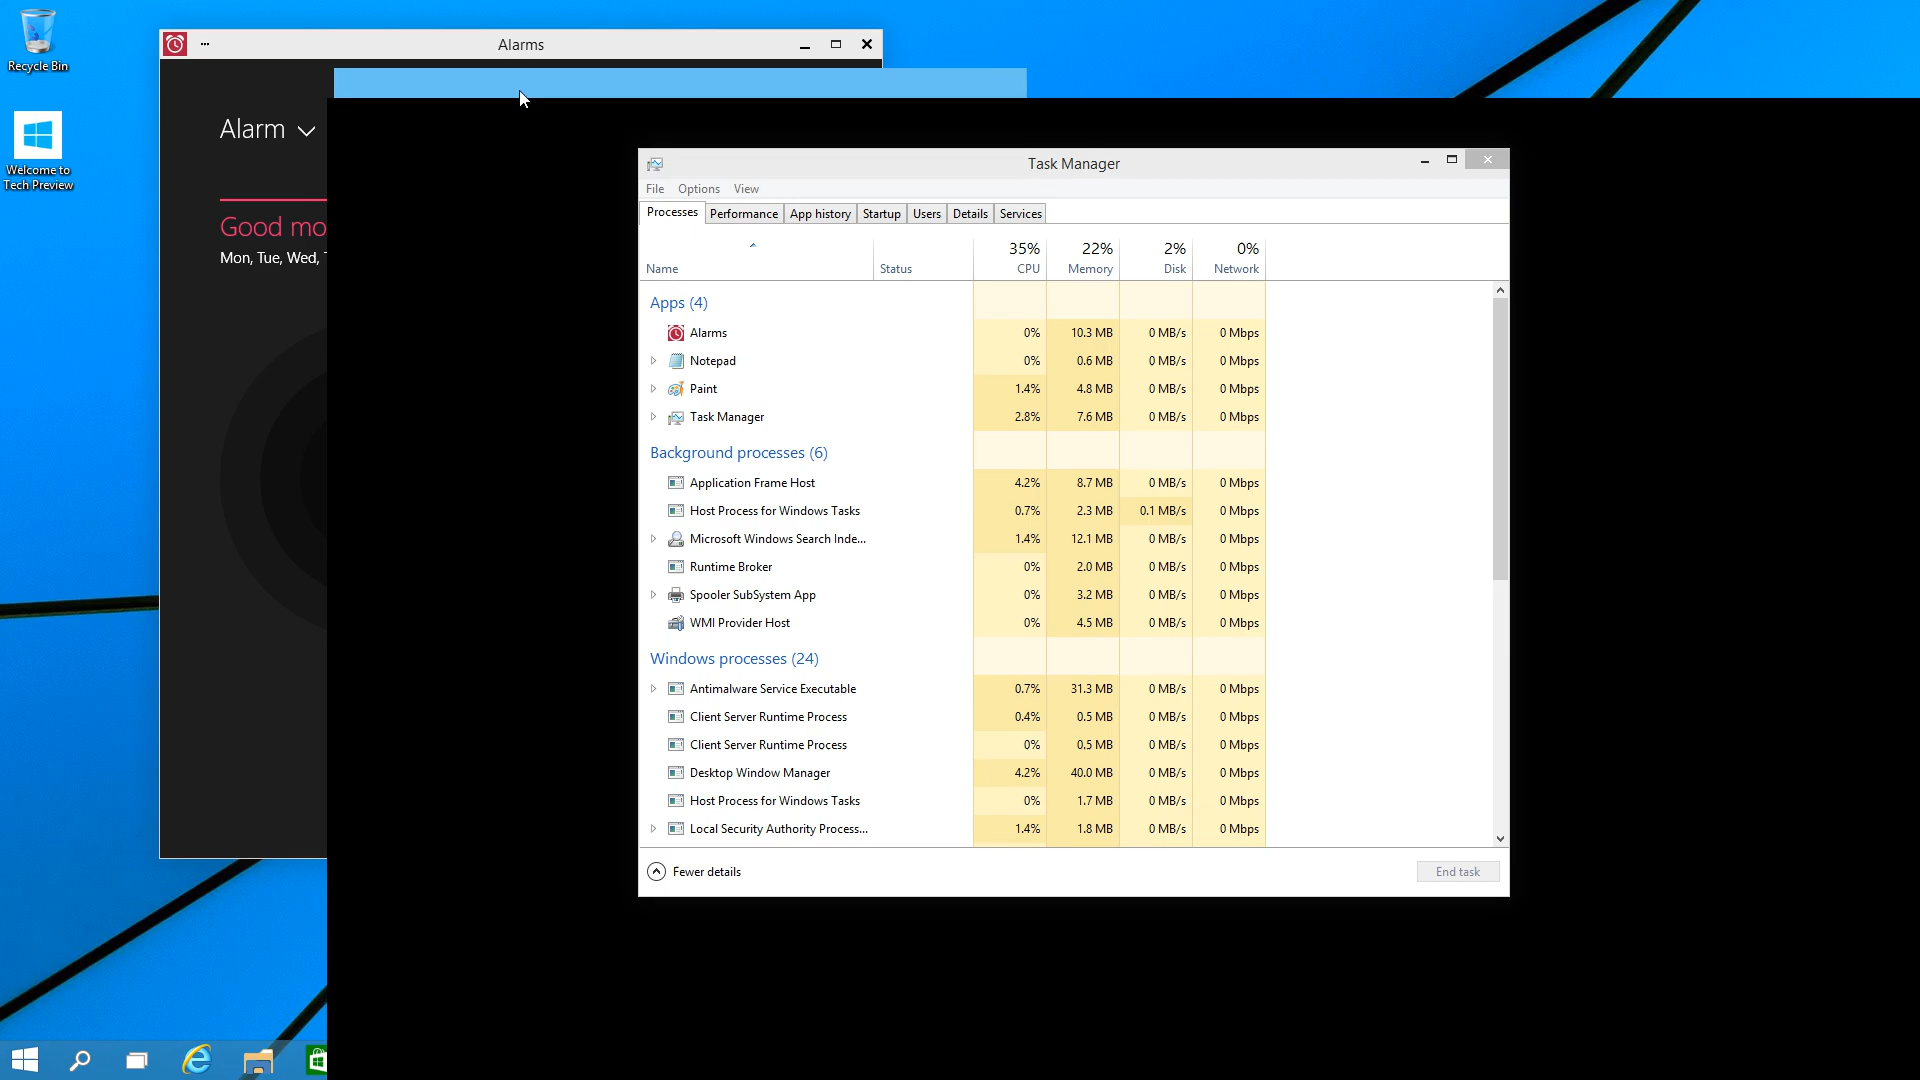 Recycle Bin
Welcome to
Tech Preview
Alarms
Alarm
Good mo
Mon, Tue, Wed,
Task Manager
File Options View
Processes Performance App history Startup Users Details Services
35% 22% 2% 0%
Name Status CPU Memory Disk Network
Apps (4)
Alarms 0% 10.3 MB 0 MB/s 0 Mbps
Notepad 0% 0.6 MB 0 MB/s 0 Mbps
Paint 1.4% 4.8 MB 0 MB/s 0 Mbps
Task Manager 2.8% 7.6 MB 0 MB/s 0 Mbps
Background processes (6)
Application Frame Host 4.2% 8.7 MB 0 MB/s 0 Mbps
Host Process for Windows Tasks 0.7% 2.3 MB 0.1 MB/s 0 Mbps
Microsoft Windows Search Inde... 1.4% 12.1 MB 0 MB/s 0 Mbps
Runtime Broker 0% 2.0 MB 0 MB/s 0 Mbps
Spooler SubSystem App 0% 3.2 MB 0 MB/s 0 Mbps
WMI Provider Host 0% 4.5 MB 0 MB/s 0 Mbps
Windows processes (24)
Antimalware Service Executable 0.7% 31.3 MB 0 MB/s 0 Mbps
Client Server Runtime Process 0.4% 0.5 MB 0 MB/s 0 Mbps
Client Server Runtime Process 0% 0.5 MB 0 MB/s 0 Mbps
Desktop Window Manager 4.2% 40.0 MB 0 MB/s 0 Mbps
Host Process for Windows Tasks 0% 1.7 MB 0 MB/s 0 Mbps
Local Security Authority Process... 1.4% 1.8 MB 0 MB/s 0 Mbps
Fewer details
End task